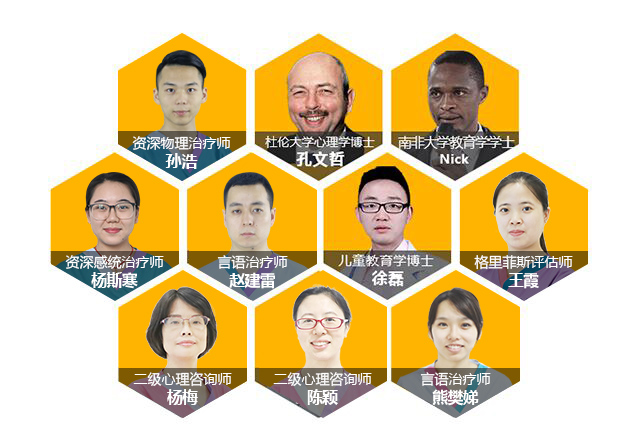 资深物理治疗师
孙浩
杜伦大学心理学博士
孔文哲
南非大学教育学学士
Nick
资深感统治疗师
杨斯寒
言语治疗师
赵建雷
儿童教育学博士
徐磊
格里菲斯评估师
王霞
二级心理咨询师
杨梅
二级心理咨询师
陈颖
言语治疗师
熊樊娣